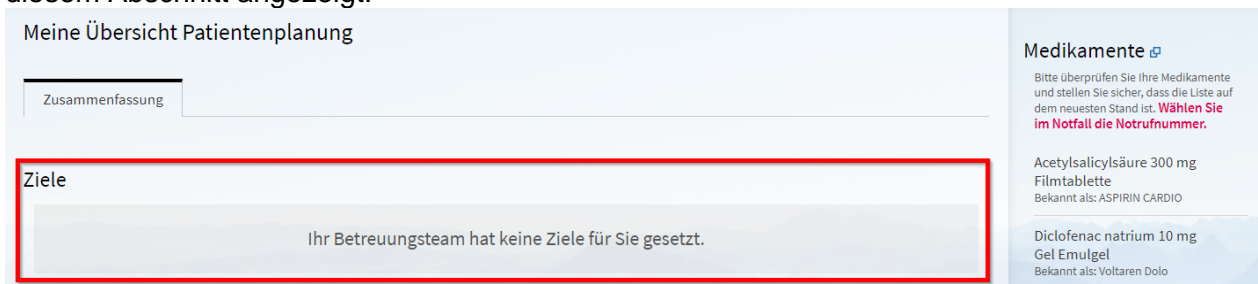 diesem Abschnitt angezeigt.
Meine Übersicht Patientenplanung
Zusammenfassung
Ziele
Ihr Betreuungsteam hat keine Ziele für Sie gesetzt.
Medikamente
Bitte überprüfen Sie Ihre Medikamente
und stellen Sie sicher, dass die Liste auf
dem neuesten Stand ist. Wählen Sie
im Notfall die Notrufnummer.
Acetylsalicylsäure 300 mg
Filmtablette
Bekannt als: ASPIRIN CARDIO
Diclofenac natrium 10 mg
Gel Emulgel
Bekannt als: Voltaren Dolo